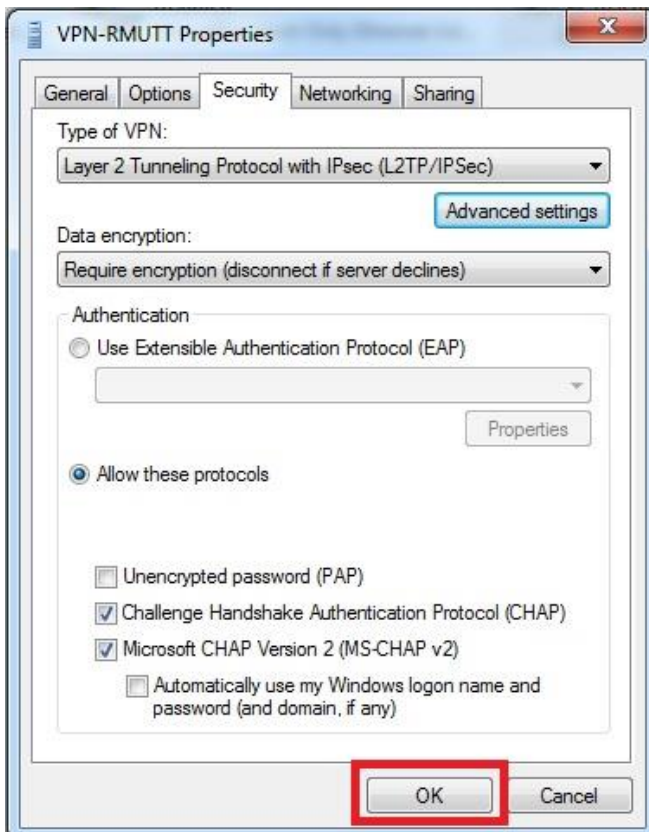 VPN-RMUTT Properties
General Options Security Networking Sharing
Type of VPN:
Layer 2 Tunneling Protocol with IPsec (L2TP/IPSec)
Advanced settings
Data encryption:
Require encryption (disconnect if server declines)
Authentication
Use Extensible Authentication Protocol (EAP)
Properties
Allow these protocols
Unencrypted password (PAP)
Challenge Handshake Authentication Protocol (CHAP)
Microsoft CHAP Version 2 (MS-CHAP v2)
Automatically use my Windows logon name and
password (and domain, if any)
OK Cancel